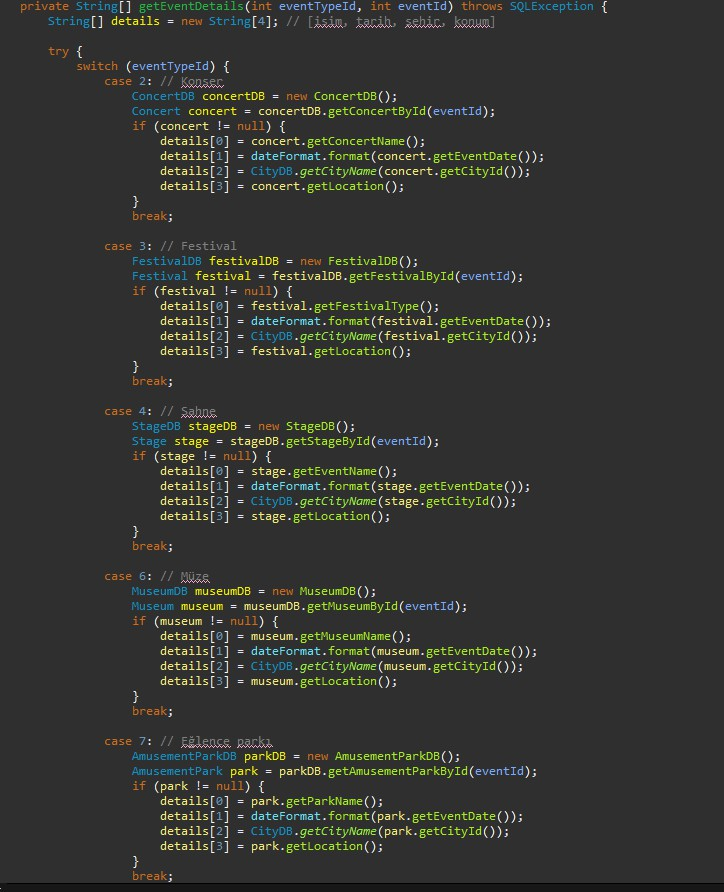 private String[] getEventDetails(int eventTypeId, int eventId) throws SQLException {
String[] details = new String[4]; // [isim, tarih, sehir, konum]
try {
switch (eventTypeId) {
case 2: // Konser
ConcertDB concertDB = new ConcertDB();
Concert concert = concertDB.getConcertById(eventId);
if (concert != null) {
details[0] = concert.getConcertName();
details[1] = dateFormat.format(concert.getEventDate());
details[2] = CityDB.getCityName(concert.getCityId());
details[3] = concert.getLocation();
}
break;
case 3: // Festival
FestivalDB festivalDB = new FestivalDB();
Festival festival = festivalDB.getFestivalById(eventId);
if (festival != null) {
details[0] = festival.getFestivalType();
details[1] = dateFormat.format(festival.getEventDate());
details[2] = CityDB.getCityName(festival.getCityId());
details[3] = festival.getLocation();
}
break;
case 4: // Sahne
StageDB stageDB = new StageDB();
Stage stage = stageDB.getStageById(eventId);
if (stage != null) {
details[0] = stage.getEventName();
details[1] = dateFormat.format(stage.getEventDate());
details[2] = CityDB.getCityName(stage.getCityId());
details[3] = stage.getLocation();
}
break;
case 6: // Müze
MuseumDB museumDB = new MuseumDB();
Museum museum = museumDB.getMuseumById(eventId);
if (museum != null) {
details[0] = museum.getMuseumName();
details[1] = dateFormat.format(museum.getEventDate());
details[2] = CityDB.getCityName(museum.getCityId());
details[3] = museum.getLocation();
}
break;
case 7: // Eğlence parkı
AmusementParkDB parkDB = new AmusementParkDB();
AmusementPark park = parkDB.getAmusementParkById(eventId);
if (park != null) {
details[0] = park.getParkName();
details[1] = dateFormat.format(park.getEventDate());
details[2] = CityDB.getCityName(park.getCityId());
details[3] = park.getLocation();
}
break;